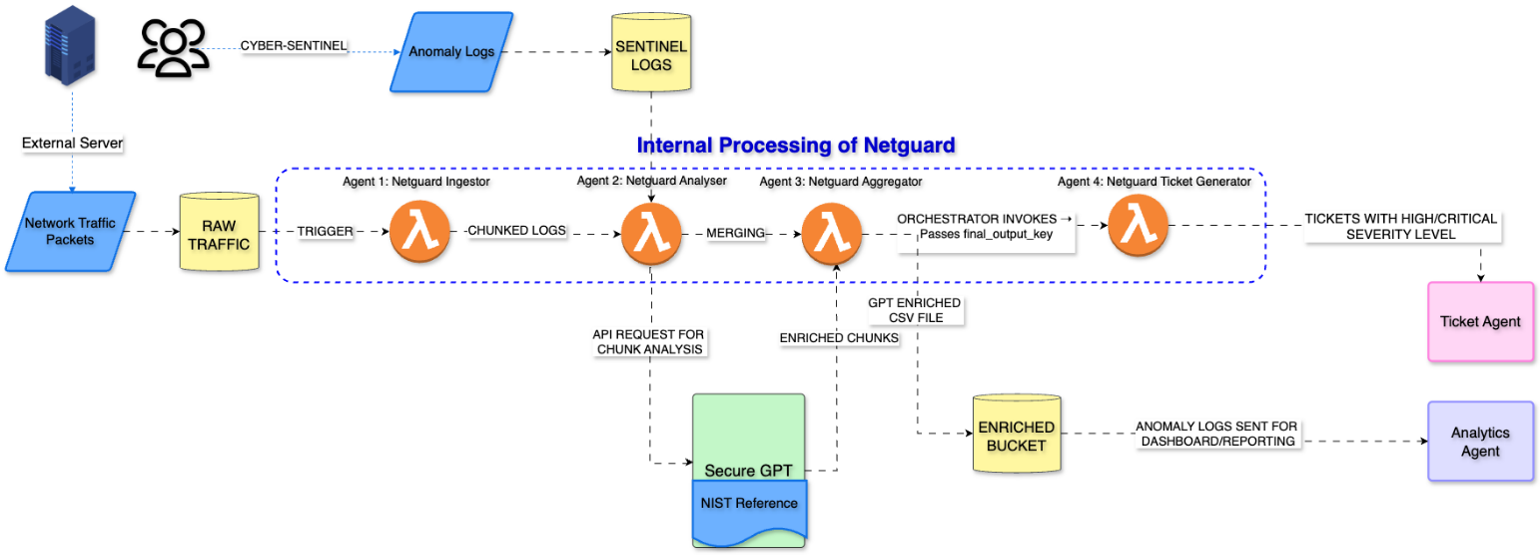 CYBER-SENTINEL
Anomaly Logs
SENTINEL
LOGS
External Server
Internal Processing of Netguard
Agent 1: Netguard Ingestor
Agent 2: Netguard Analyser
Agent 3: Netguard Aggregator
Agent 4: Netguard Ticket Generator
Network Traffic
Packets
RAW
TRAFFIC
TRIGGER
λ
CHUNKED LOGS
λ
MERGING
λ
ORCHESTRATOR INVOKES →
Passes final_output_key
λ
TICKETS WITH HIGH/CRITICAL
SEVERITY LEVEL
GPT ENRICHED
CSV FILE
Ticket Agent
API REQUEST FOR
CHUNK ANALYSIS
ENRICHED CHUNKS
ENRICHED
BUCKET
ANOMALY LOGS SENT FOR
DASHBOARD/REPORTING
Analytics
Agent
Secure GPT
NIST Reference